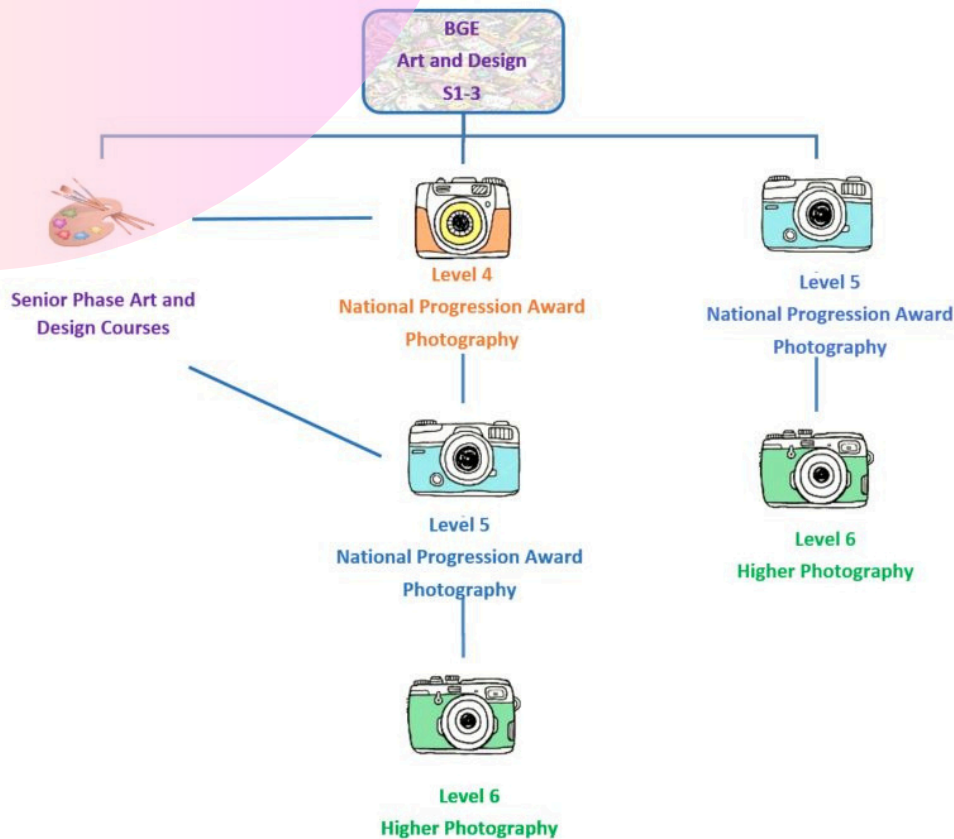 BGE
Art and Design
S1-3
Senior Phase Art and
Design Courses
Level 4
National Progression Award
Photography
Level 5
National Progression Award
Photography
Level 5
National Progression Award
Photography
Level 6
Higher Photography
Level 6
Higher Photography